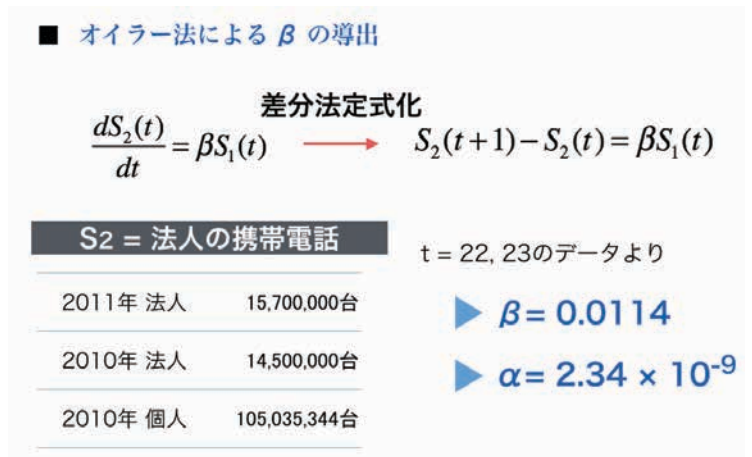 ■ オイラー法による β の導出
差分法定式化
dS₂(t)/dt = βS₁(t) → S₂(t+1)−S₂(t)=βS₁(t)
S2 = 法人の携帯電話
2011年 法人 15,700,000台
2010年 法人 14,500,000台
2010年 個人 105,035,344台
t = 22, 23のデータより
▶ β= 0.0114
▶ α= 2.34 × 10⁻⁹